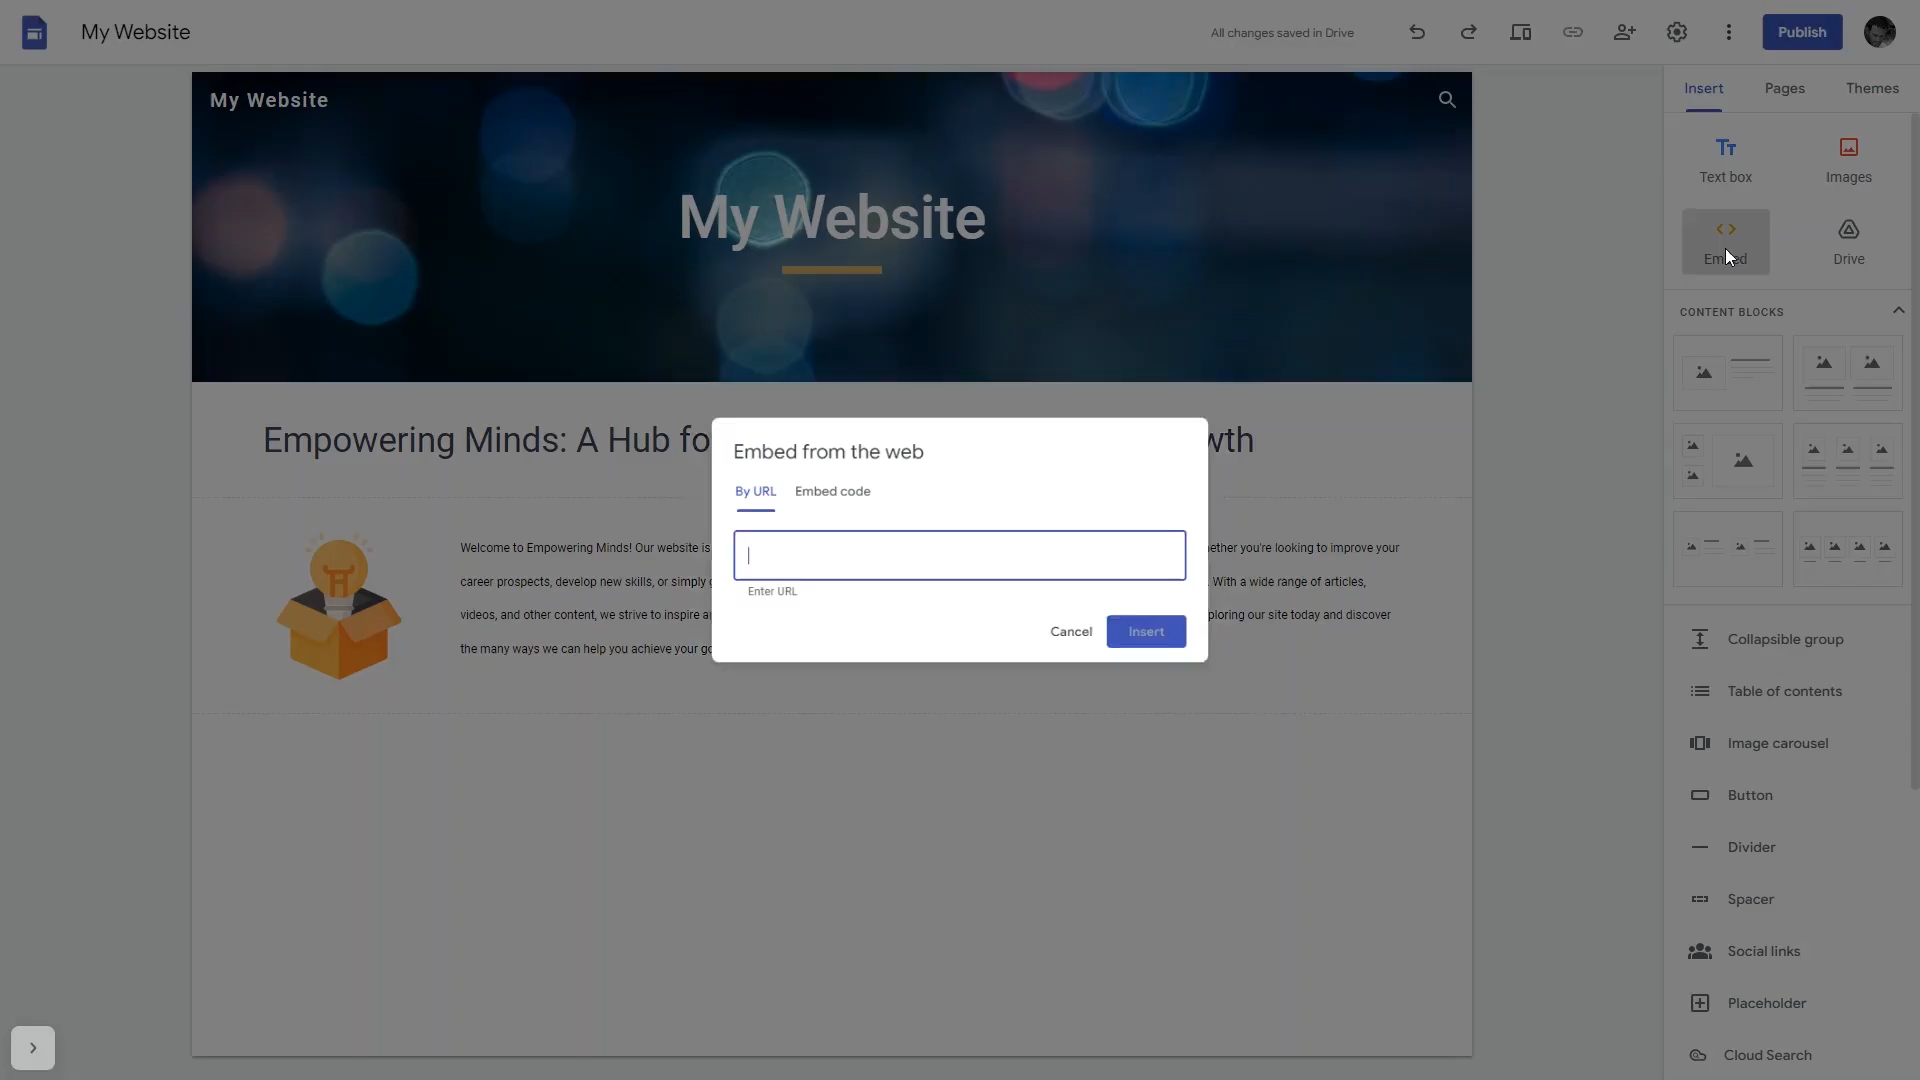 My Website
All changes saved in Drive
Publish
My Website
My Website
Insert
Pages
Themes
Text box
Images
Embed
Drive
CONTENT BLOCKS
Empowering Minds: A Hub fo
wth
Welcome to Empowering Minds! Our website is
ether you're looking to improve your
career prospects, develop new skills, or simply
With a wide range of articles,
videos, and other content, we strive to inspire
ploring our site today and discover
the many ways we can help you achieve your
Embed from the web
By URL
Embed code
Enter URL
Cancel
Insert
Collapsible group
Table of contents
Image carousel
Button
Divider
Spacer
Social links
Placeholder
Cloud Search